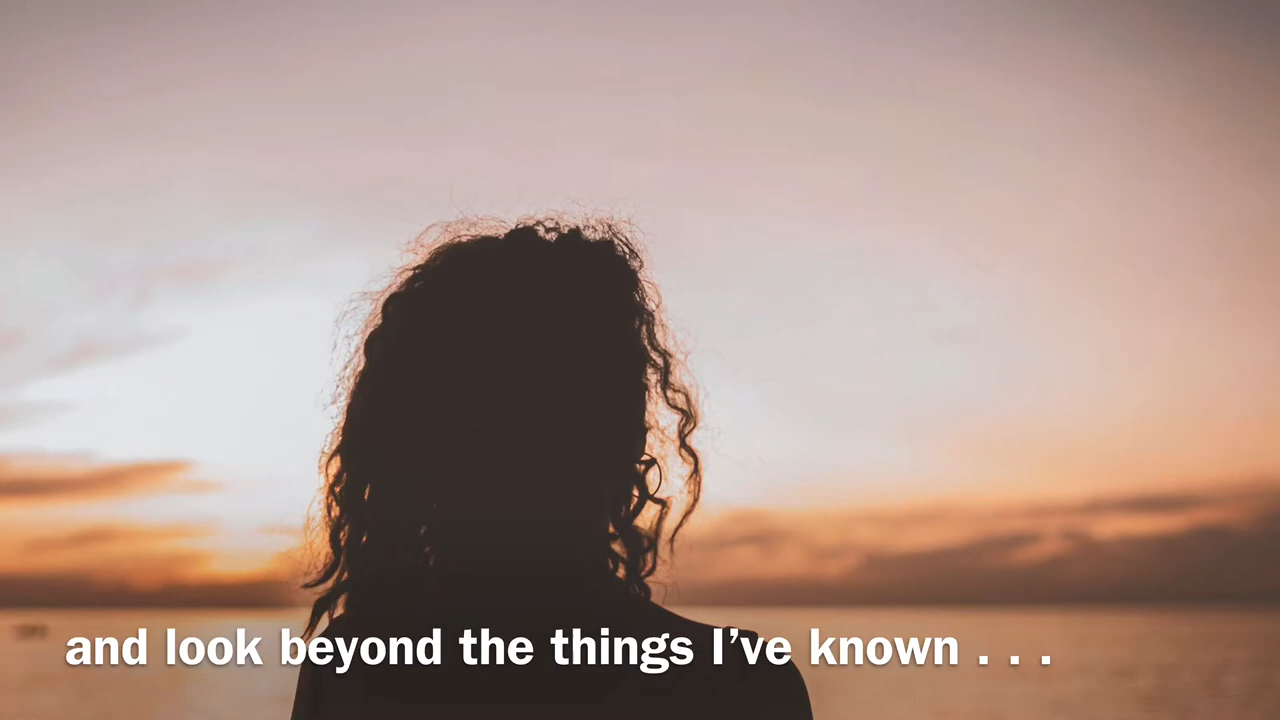 and look beyond the things I’ve known . . .